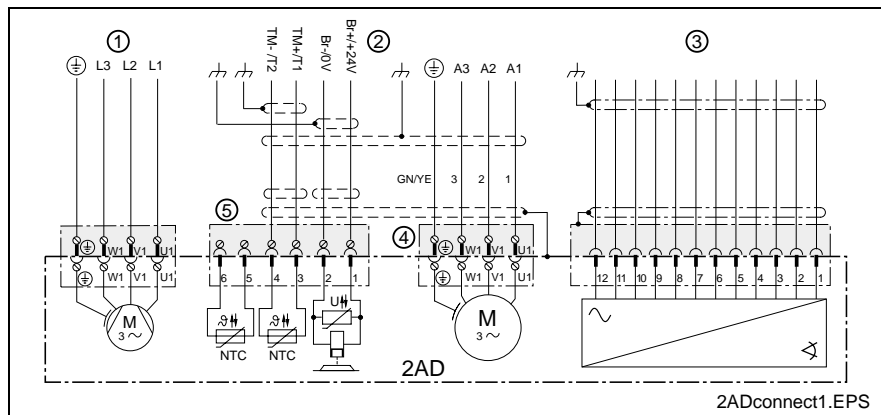 ① ② ③
TM-/T2 TM+/T1 Br-/0V Br+/+24V
L3 L2 L1 A3 A2 A1
GN/YE 3 2 1
⑤ ④
W1 V1 U1 W1 V1 U1
6 5 4 3 2 1 12 11 10 9 8 7 6 5 4 3 2 1
W1 V1 U1 W1 V1 U1
ϑ ϑ U
M 3~ M 3~
NTC NTC
2AD
2ADconnect1.EPS